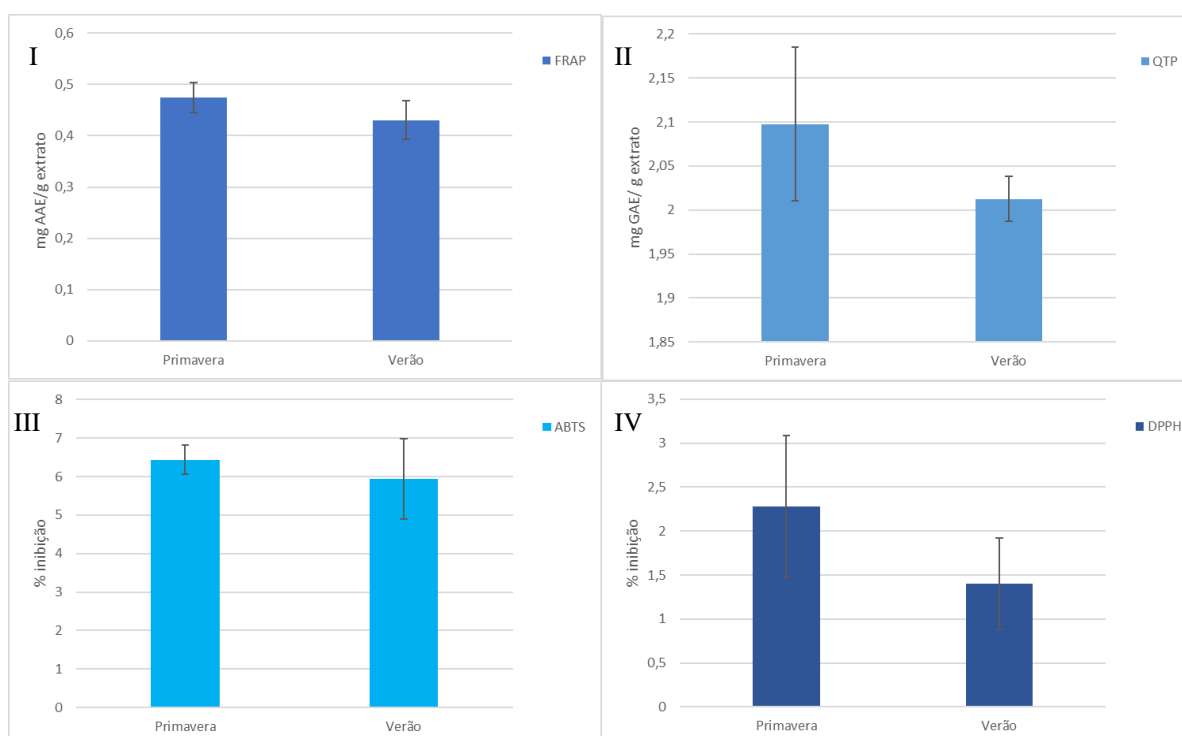 I
FRAP
mg AAE/g extrato
0,6
0,5
0,4
0,3
0,2
0,1
0
Primavera
Verão
II
QTP
mg GAE/ g extrato
2,2
2,15
2,1
2,05
2
1,95
1,9
1,85
Primavera
Verão
III
ABTS
% inibição
8
7
6
5
4
3
2
1
0
Primavera
Verão
IV
DPPH
% inibição
3,5
3
2,5
2
1,5
1
0,5
0
Primavera
Verão